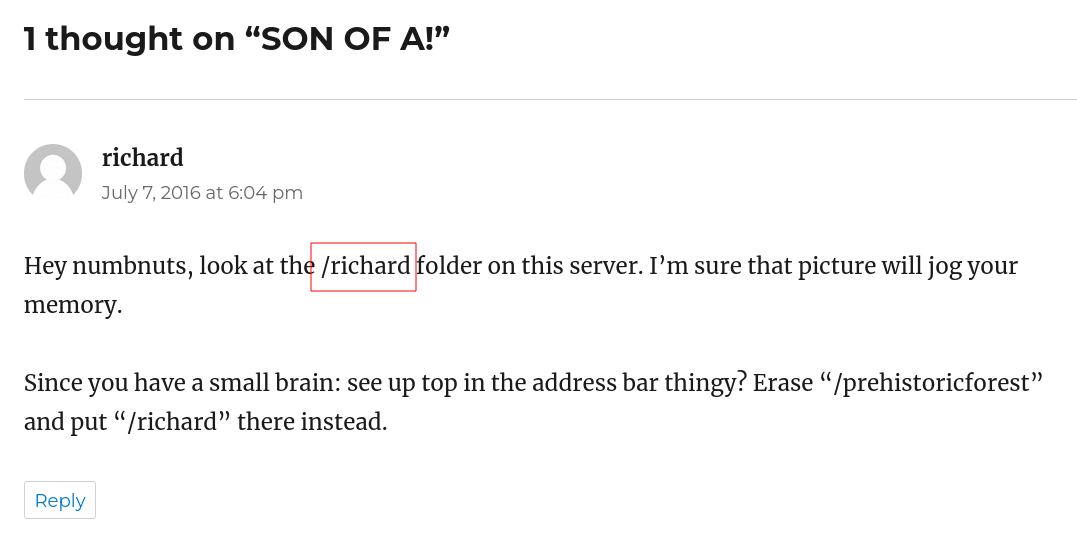 1 thought on “SON OF A!”
richard
July 7, 2016 at 6:04 pm
Hey numbnuts, look at the /richard folder on this server. I’m sure that picture will jog your
memory.
Since you have a small brain: see up top in the address bar thingy? Erase “/prehistoricforest”
and put “/richard” there instead.
Reply